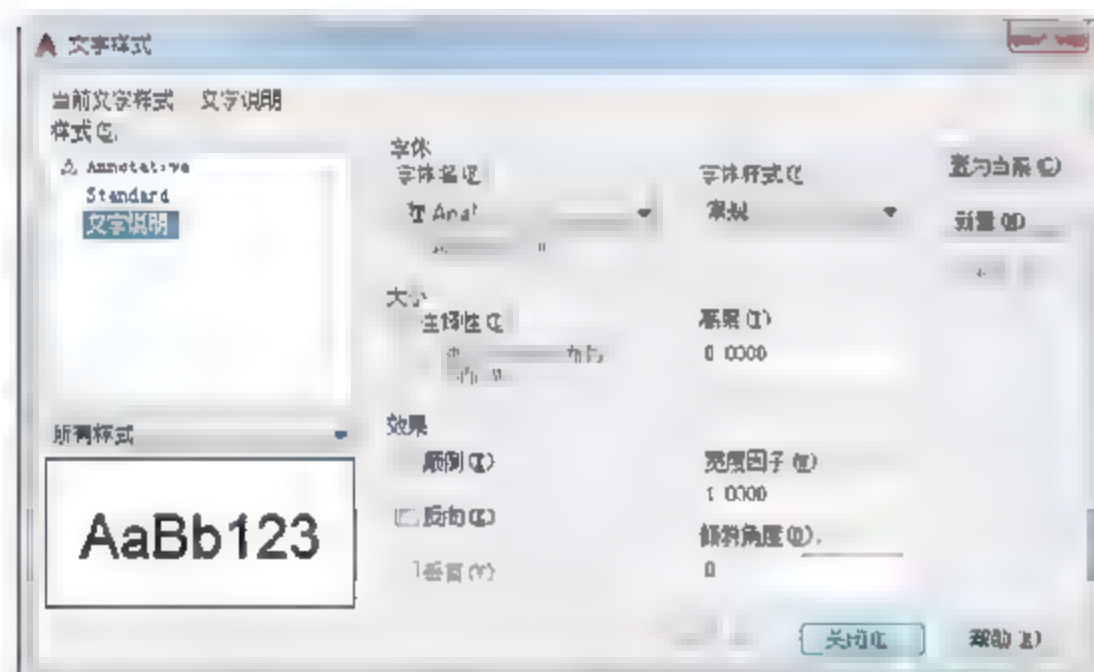 文字样式
当前文字样式 文字说明
样式(S)
Annotative
Standard
文字说明
所有样式
AaBb123
字体
字体名(F)
Arial
字体样式(Y)
常规
大小
注释性(I)
高度(T)
0.0000
效果
颠倒(E)
反向(K)
垂直(V)
宽度因子(W)
1.0000
倾斜角度(O)
0
置为当前(C)
新建(N)
关闭(C)
帮助(H)